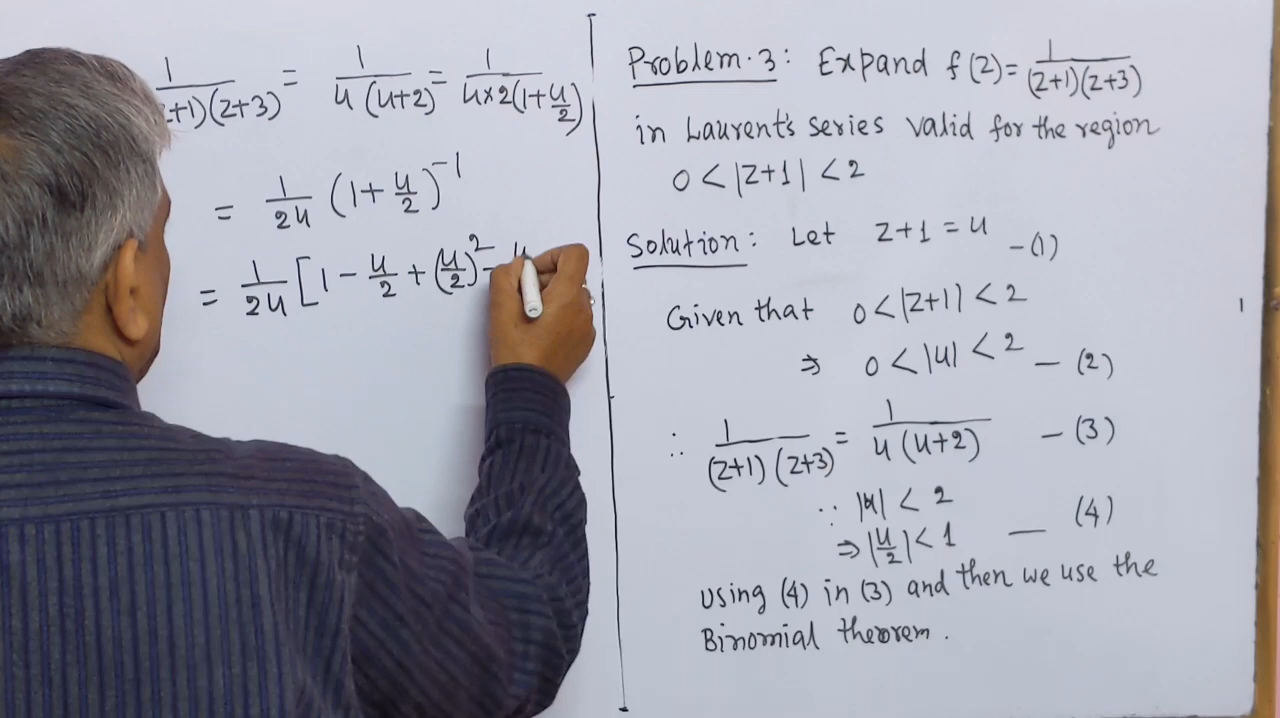 1/(z+1)(z+3) = 1/u(u+2) = 1/u×2(1+u/2)
= 1/2u (1+u/2)^-1
= 1/2u [1 - u/2 + (u/2)^2 - u
Problem.3: Expand f(z)= 1/(z+1)(z+3)
in Laurent's series valid for the region
0<|z+1|<2
Solution: Let z+1=u -(1)
Given that 0<|z+1|<2
⇒ 0<|u|<2 — (2)
∴ 1/(z+1)(z+3) = 1/u(u+2) — (3)
∵ |u|<2
⇒ |u/2|<1 — (4)
using (4) in (3) and then we use the
Binomial theorem.